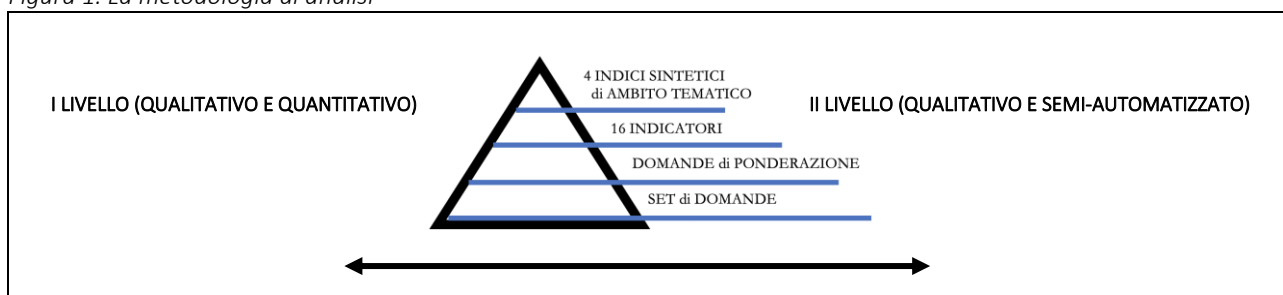 Figura 1. La metodologia di analisi
4 INDICI SINTETICI
di AMBITO TEMATICO
I LIVELLO (QUALITATIVO E QUANTITATIVO)
II LIVELLO (QUALITATIVO E SEMI-AUTOMATIZZATO)
16 INDICATORI
DOMANDE di PONDERAZIONE
SET di DOMANDE